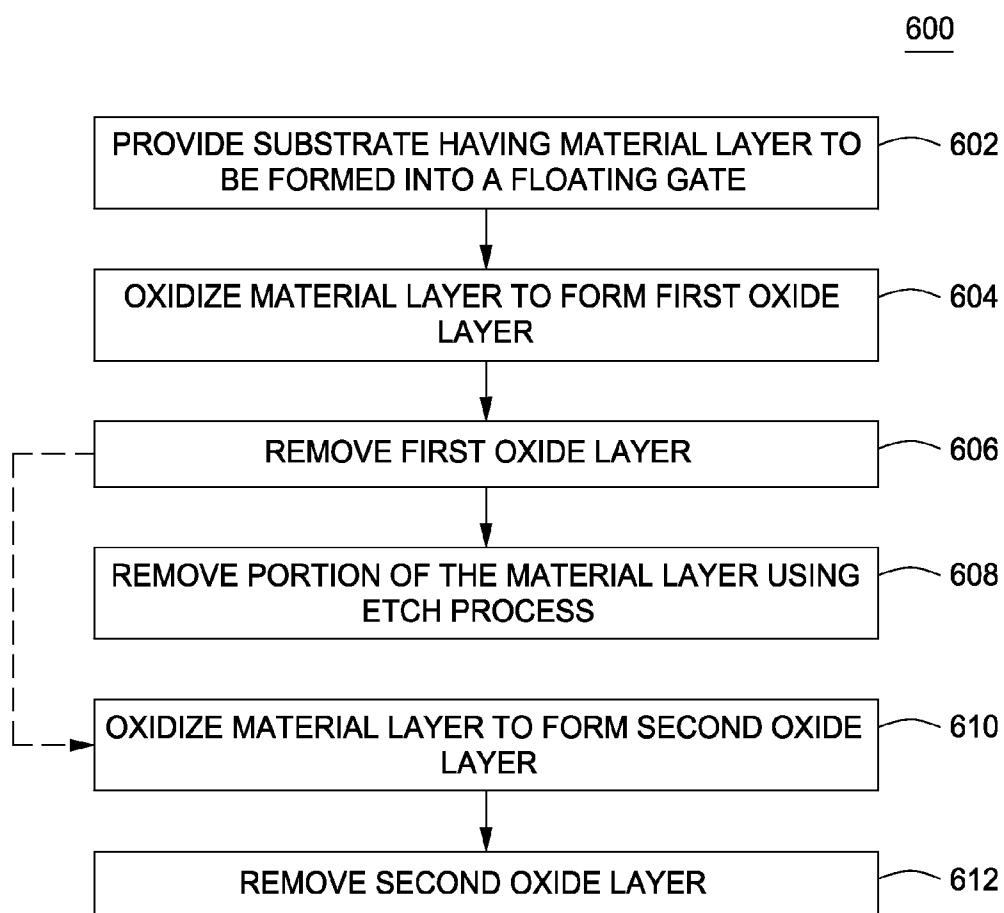 600
PROVIDE SUBSTRATE HAVING MATERIAL LAYER TO
BE FORMED INTO A FLOATING GATE
602
OXIDIZE MATERIAL LAYER TO FORM FIRST OXIDE
LAYER
604
REMOVE FIRST OXIDE LAYER
606
REMOVE PORTION OF THE MATERIAL LAYER USING
ETCH PROCESS
608
OXIDIZE MATERIAL LAYER TO FORM SECOND OXIDE
LAYER
610
REMOVE SECOND OXIDE LAYER
612